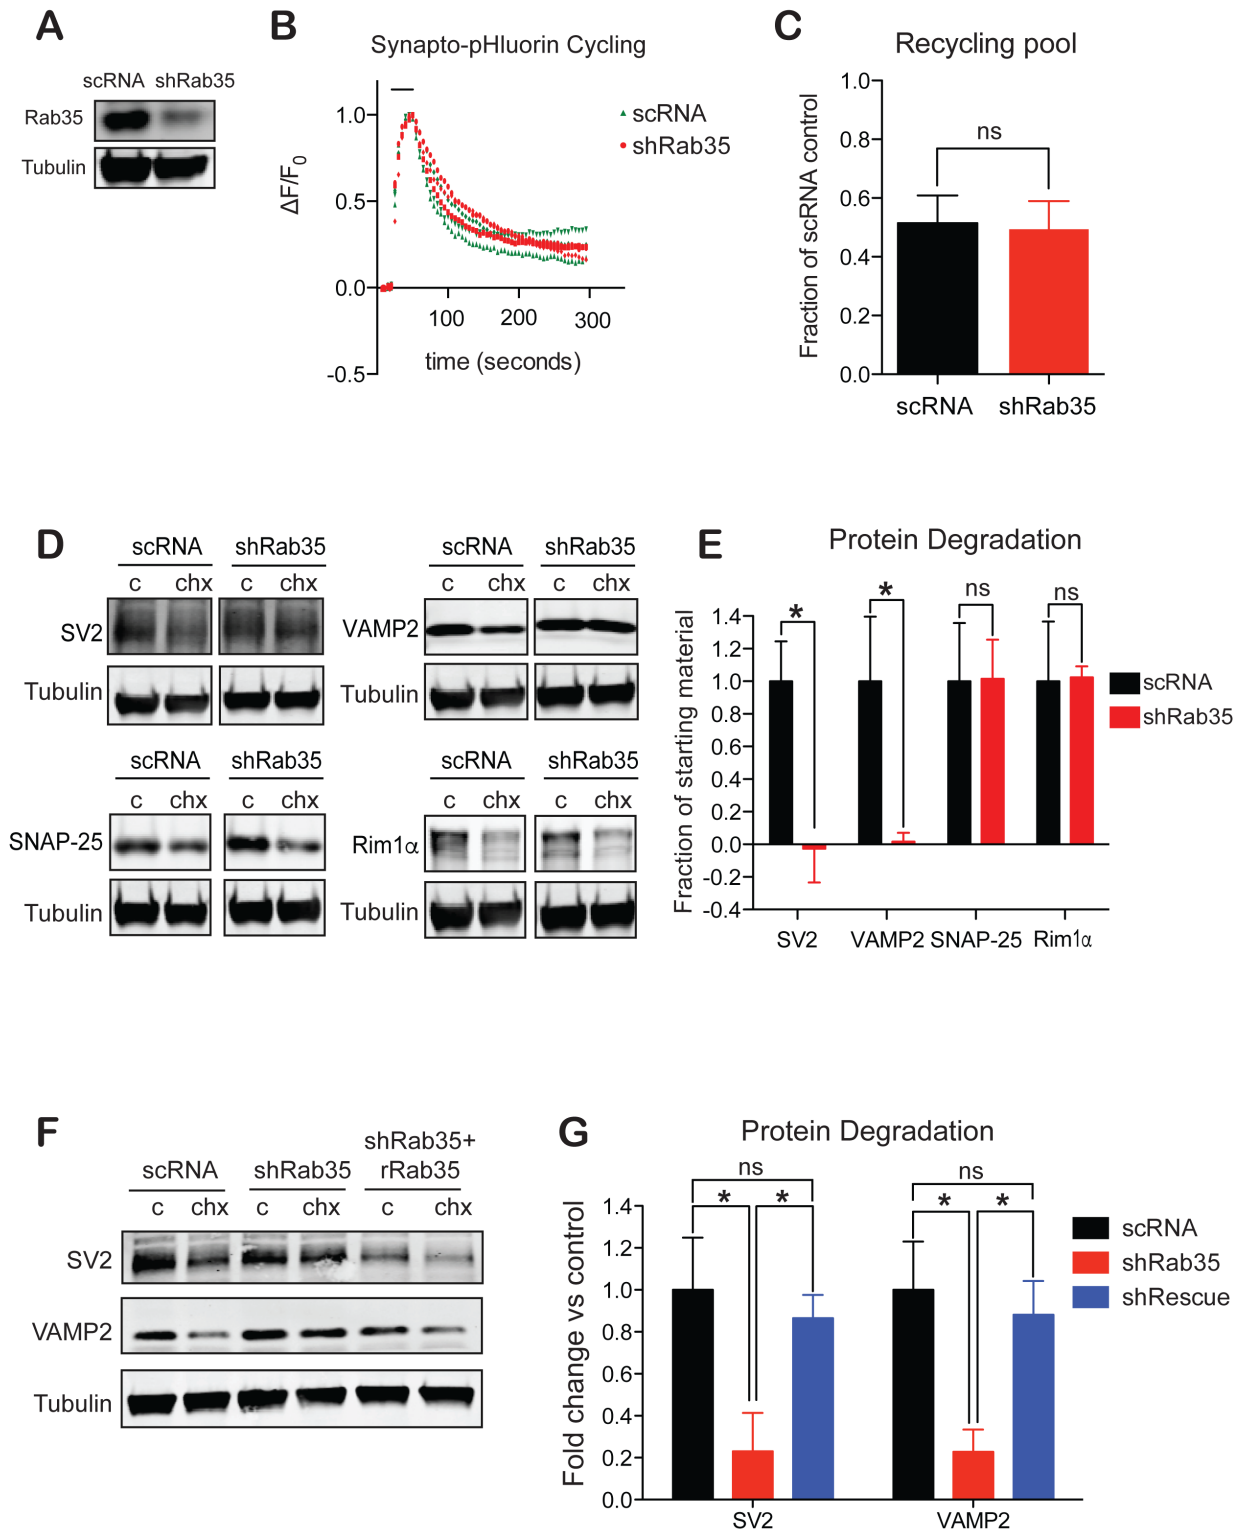 A
scRNA shRab35
Rab35
Tubulin
B
Synapto-pHluorin Cycling
ΔF/F0
1.0
0.5
0.0
-0.5
100 200 300
time (seconds)
scRNA
shRab35
C
Recycling pool
Fraction of scRNA control
1.0
0.8
0.6
0.4
0.2
0.0
ns
scRNA shRab35
D
scRNA shRab35
c chx c chx
SV2
Tubulin
scRNA shRab35
c chx c chx
VAMP2
Tubulin
scRNA shRab35
c chx c chx
SNAP-25
Tubulin
scRNA shRab35
c chx c chx
Rim1α
Tubulin
E
Protein Degradation
Fraction of starting material
1.4
1.2
1.0
0.8
0.6
0.4
0.2
0.0
-0.2
-0.4
* * ns ns
SV2 VAMP2 SNAP-25 Rim1α
scRNA
shRab35
F
scRNA shRab35 shRab35+
rRab35
c chx c chx c chx
SV2
VAMP2
Tubulin
G
Protein Degradation
Fold change vs control
1.4
1.2
1.0
0.8
0.6
0.4
0.2
0.0
ns ns
* * * *
SV2 VAMP2
scRNA
shRab35
shRescue